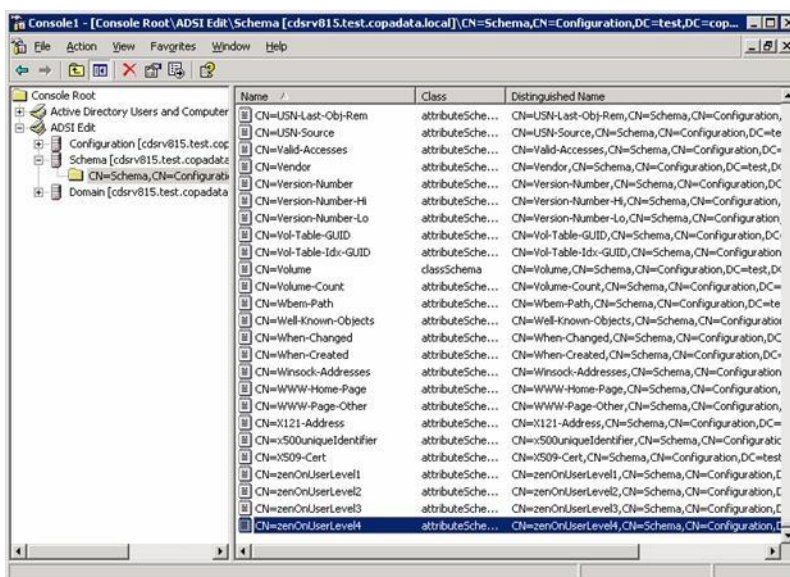 Console1 - [Console Root\ADSI Edit\Schema [cdsrv815.test.copadata.local]\CN=Schema,CN=Configuration,DC=test,DC=cop...
File Action View Favorites Window Help
Console Root
Active Directory Users and Computer
ADSI Edit
Configuration [cdsrv815.test.cop
Schema [cdsrv815.test.copadata
CN=Schema,CN=Configurati
Domain [cdsrv815.test.copadata
Name Class Distinguished Name
CN=USN-Last-Obj-Rem attributeSche... CN=USN-Last-Obj-Rem,CN=Schema,CN=Configuration,
CN=USN-Source attributeSche... CN=USN-Source,CN=Schema,CN=Configuration,DC=te
CN=Valid-Accesses attributeSche... CN=Valid-Accesses,CN=Schema,CN=Configuration,DC=
CN=Vendor attributeSche... CN=Vendor,CN=Schema,CN=Configuration,DC=test,D
CN=Version-Number attributeSche... CN=Version-Number,CN=Schema,CN=Configuration,DC
CN=Version-Number-Hi attributeSche... CN=Version-Number-Hi,CN=Schema,CN=Configuration,
CN=Version-Number-Lo attributeSche... CN=Version-Number-Lo,CN=Schema,CN=Configuration,
CN=Vol-Table-GUID attributeSche... CN=Vol-Table-GUID,CN=Schema,CN=Configuration,DC
CN=Vol-Table-Idx-GUID attributeSche... CN=Vol-Table-Idx-GUID,CN=Schema,CN=Configuration
CN=Volume classSchema CN=Volume,CN=Schema,CN=Configuration,DC=test,D
CN=Volume-Count attributeSche... CN=Volume-Count,CN=Schema,CN=Configuration,DC=
CN=Wbem-Path attributeSche... CN=Wbem-Path,CN=Schema,CN=Configuration,DC=te
CN=Well-Known-Objects attributeSche... CN=Well-Known-Objects,CN=Schema,CN=Configuration
CN=When-Changed attributeSche... CN=When-Changed,CN=Schema,CN=Configuration,DC
CN=When-Created attributeSche... CN=When-Created,CN=Schema,CN=Configuration,DC=
CN=Winsock-Addresses attributeSche... CN=Winsock-Addresses,CN=Schema,CN=Configuration
CN=WWW-Home-Page attributeSche... CN=WWW-Home-Page,CN=Schema,CN=Configuration,
CN=WWW-Page-Other attributeSche... CN=WWW-Page-Other,CN=Schema,CN=Configuration,
CN=X121-Address attributeSche... CN=X121-Address,CN=Schema,CN=Configuration,DC=
CN=x500uniqueIdentifier attributeSche... CN=x500uniqueIdentifier,CN=Schema,CN=Configuratic
CN=X509-Cert attributeSche... CN=X509-Cert,CN=Schema,CN=Configuration,DC=test
CN=zenOnUserLevel1 attributeSche... CN=zenOnUserLevel1,CN=Schema,CN=Configuration,D
CN=zenOnUserLevel2 attributeSche... CN=zenOnUserLevel2,CN=Schema,CN=Configuration,D
CN=zenOnUserLevel3 attributeSche... CN=zenOnUserLevel3,CN=Schema,CN=Configuration,D
CN=zenOnUserLevel4 attributeSche... CN=zenOnUserLevel4,CN=Schema,CN=Configuration,D